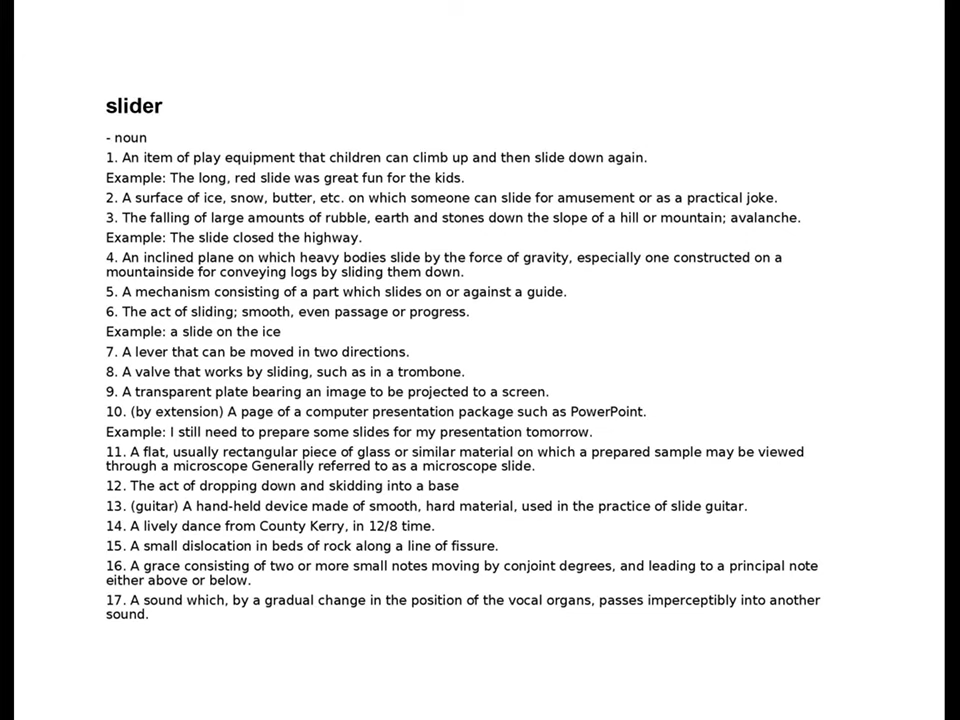 slider
- noun
1. An item of play equipment that children can climb up and then slide down again.
Example: The long, red slide was great fun for the kids.
2. A surface of ice, snow, butter, etc. on which someone can slide for amusement or as a practical joke.
3. The falling of large amounts of rubble, earth and stones down the slope of a hill or mountain; avalanche.
Example: The slide closed the highway.
4. An inclined plane on which heavy bodies slide by the force of gravity, especially one constructed on a
mountainside for conveying logs by sliding them down.
5. A mechanism consisting of a part which slides on or against a guide.
6. The act of sliding; smooth, even passage or progress.
Example: a slide on the ice
7. A lever that can be moved in two directions.
8. A valve that works by sliding, such as in a trombone.
9. A transparent plate bearing an image to be projected to a screen.
10. (by extension) A page of a computer presentation package such as PowerPoint.
Example: I still need to prepare some slides for my presentation tomorrow.
11. A flat, usually rectangular piece of glass or similar material on which a prepared sample may be viewed
through a microscope Generally referred to as a microscope slide.
12. The act of dropping down and skidding into a base
13. (guitar) A hand-held device made of smooth, hard material, used in the practice of slide guitar.
14. A lively dance from County Kerry, in 12/8 time.
15. A small dislocation in beds of rock along a line of fissure.
16. A grace consisting of two or more small notes moving by conjoint degrees, and leading to a principal note
either above or below.
17. A sound which, by a gradual change in the position of the vocal organs, passes imperceptibly into another
sound.